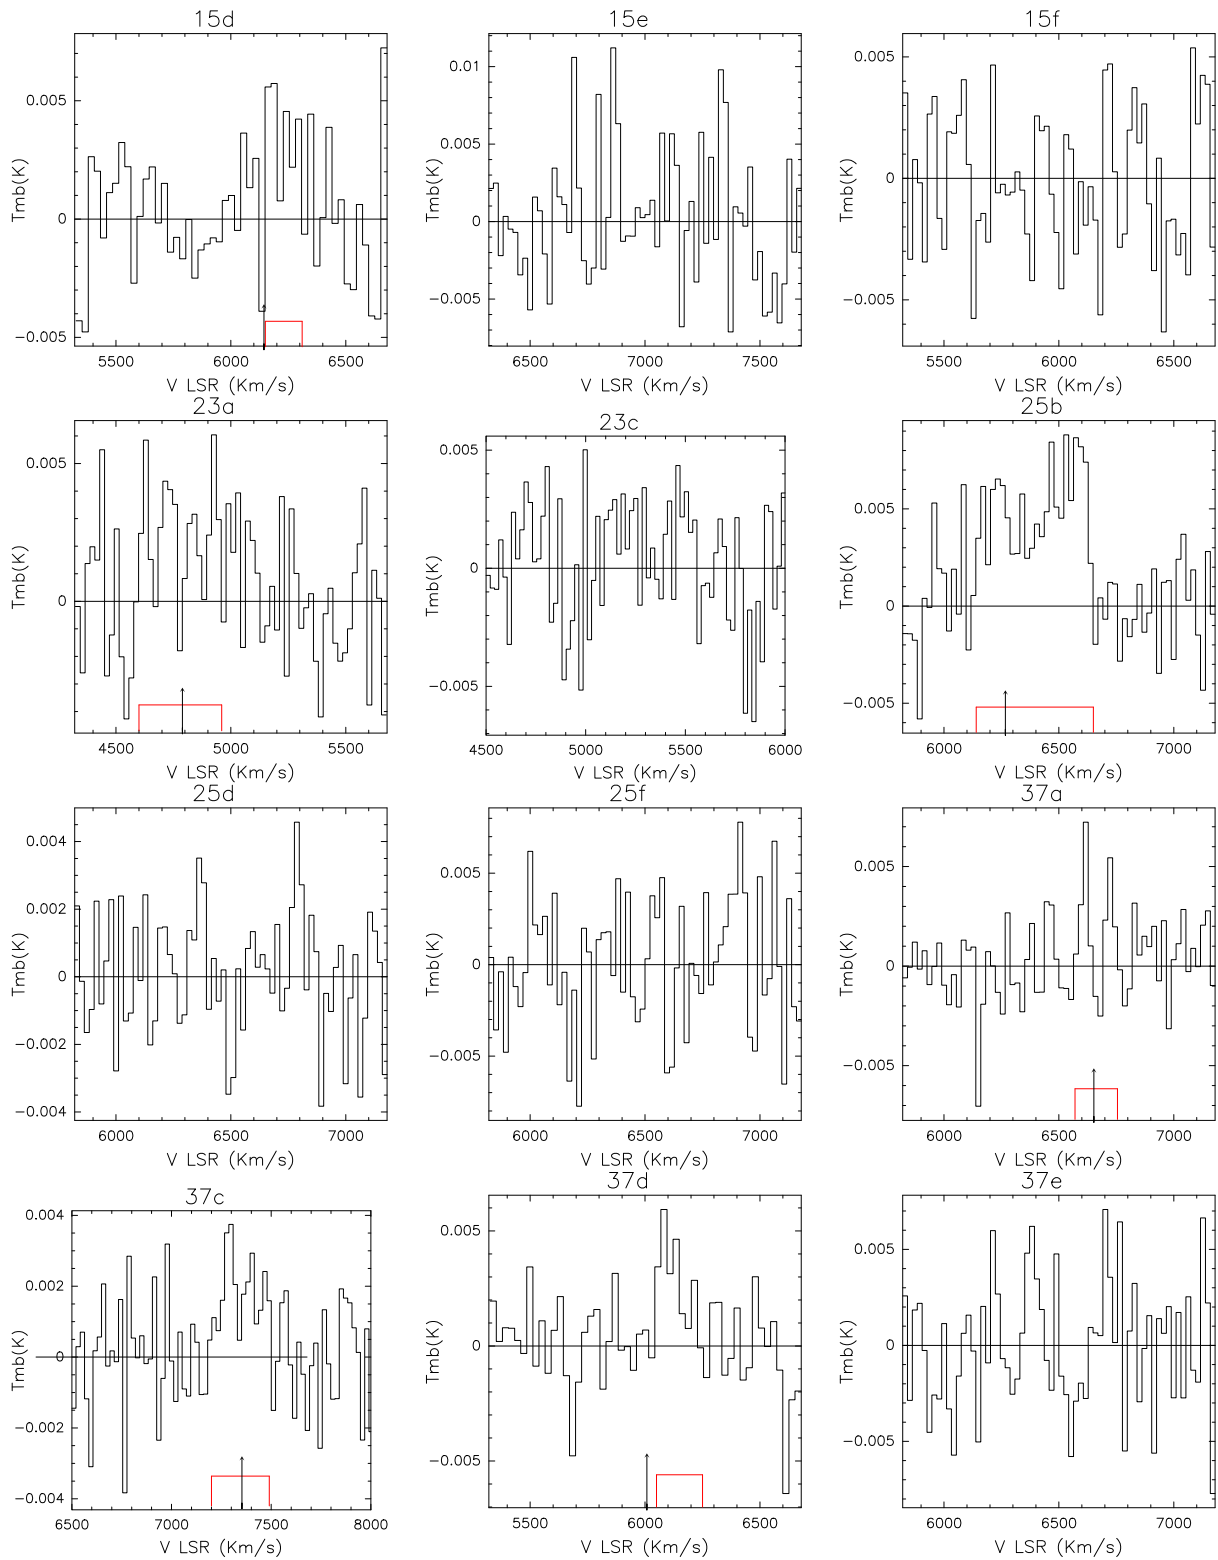 15d
15e
15f
Tmb(K)
0.005
0
−0.005
5500 6000 6500
V LSR (Km/s)
Tmb(K)
0.01
0.005
0
−0.005
6500 7000 7500
V LSR (Km/s)
Tmb(K)
0.005
0
−0.005
5500 6000 6500
V LSR (Km/s)
23a
23c
25b
Tmb(K)
0.005
0
4500 5000 5500
V LSR (Km/s)
Tmb(K)
0.005
0
−0.005
4500 5000 5500 6000
V LSR (Km/s)
Tmb(K)
0.005
0
−0.005
6000 6500 7000
V LSR (Km/s)
25d
25f
37a
Tmb(K)
0.004
0.002
0
−0.002
−0.004
6000 6500 7000
V LSR (Km/s)
Tmb(K)
0.005
0
−0.005
6000 6500 7000
V LSR (Km/s)
Tmb(K)
0.005
0
−0.005
6000 6500 7000
V LSR (Km/s)
37c
37d
37e
Tmb(K)
0.004
0.002
0
−0.002
−0.004
6500 7000 7500 8000
V LSR (Km/s)
Tmb(K)
0.005
0
−0.005
5500 6000 6500
V LSR (Km/s)
Tmb(K)
0.005
0
−0.005
6000 6500 7000
V LSR (Km/s)